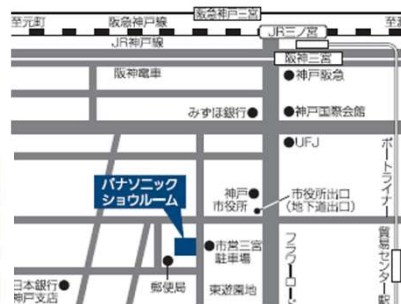 阪急神戸三宮
至元町
阪急神戸線
JR三ノ宮
JR神戸線
阪神三宮
阪神電車
神戸阪急
みずほ銀行
神戸国際会館
UFJ
ポートライナー
パナソニック
ショウルーム
神戸
市役所
市役所出口
(地下道出口)
市営三宮
駐車場
フラワーロー
貿易センター駅
日本銀行
神戸支店
郵便局
東遊園地